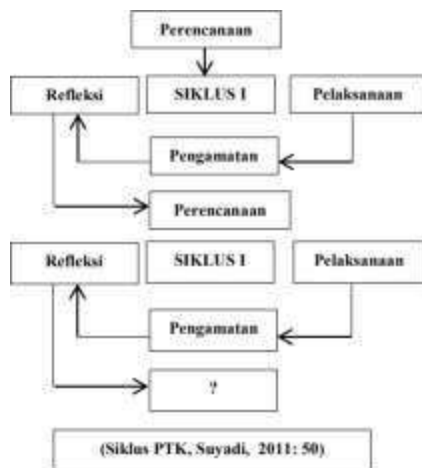 Perencanaan
Refleksi
SIKLUS I
Pelaksanaan
Pengamatan
Perencanaan
Refleksi
SIKLUS I
Pelaksanaan
Pengamatan
?
(Siklus PTK, Suyadi, 2011: 50)